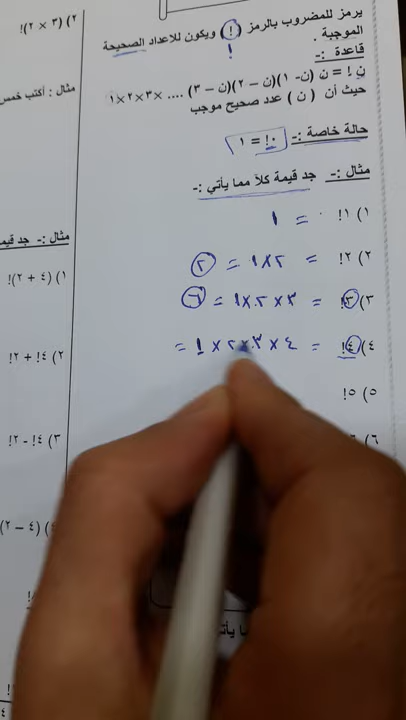 يرمز للمضروب بالرمز ( ! ) ويكون للاعداد الصحيحة
الموجبة .
!
قاعدة :-
ن ! = ن (ن- ١)(ن – ٢)(ن – ٣) .... ×٣×٢×١
حيث أن ( ن ) عدد صحيح موجب
حالة خاصة :- ٠! = ١
مثال :- جد قيمة كلاً مما يأتي :-
١) ١! = ١
٢) ٢! = ٢×١ = ٢
٣) ٣! = ٣×٢×١ = ٦
٤) ٤! = ٤ × ٣ × ٢ × ١ =
٥) ٥!
٦)
٢) (٣ × ٢)!
مثال : أكتب
مثال :- جد
١) (٤ + ٢)!
٢) ٤! + ٢!
٣) ٤! - ٢!
(٤ – ٢)